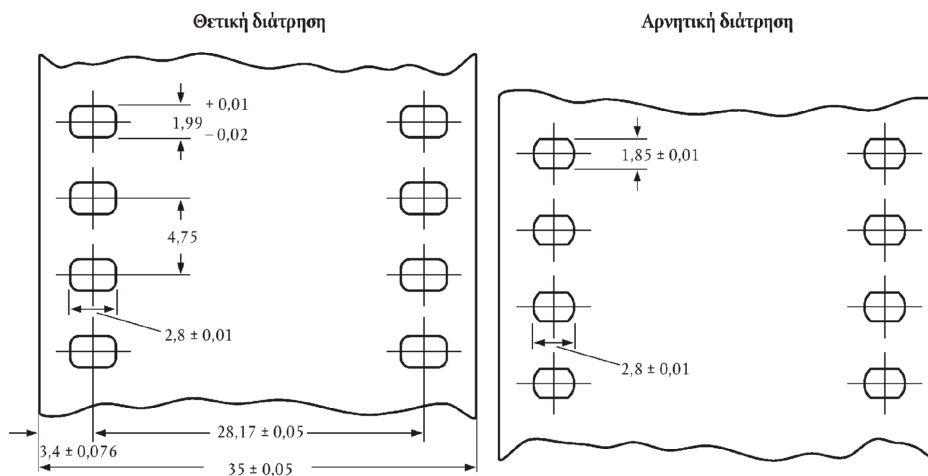 Θετική διάτρηση
Αρνητική διάτρηση
+ 0,01
1,99
− 0,02
1,85 ± 0,01
4,75
2,8 ± 0,01
2,8 ± 0,01
28,17 ± 0,05
3,4 ± 0,076
35 ± 0,05